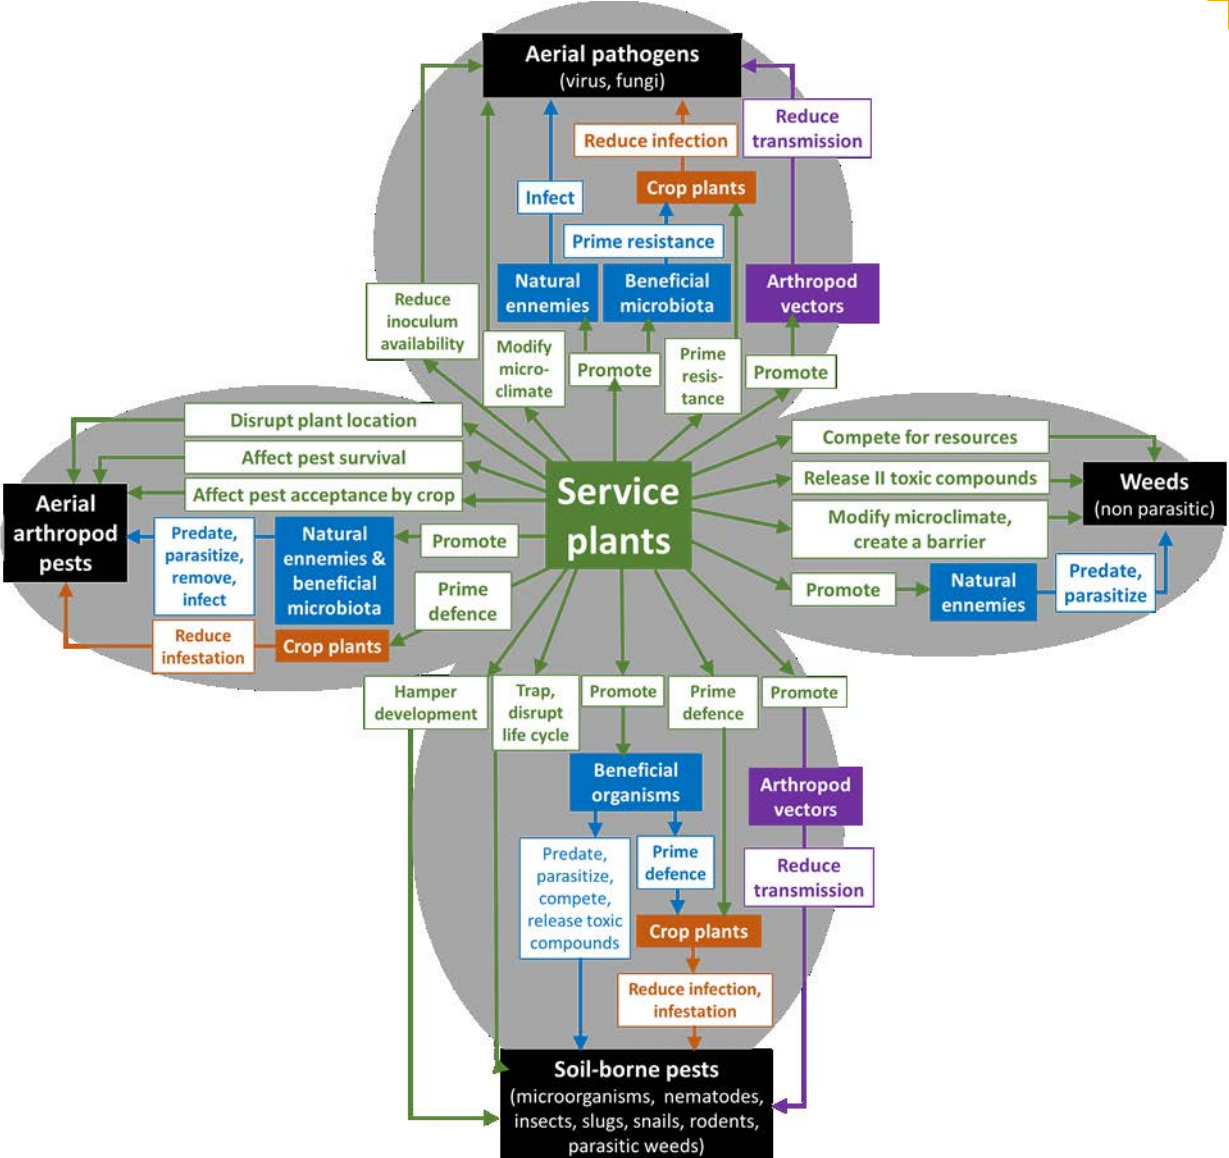 Aerial pathogens
(virus, fungi)
Reduce
transmission
Reduce infection
Crop plants
Infect
Prime resistance
Natural
ennemies
Beneficial
microbiota
Arthropod
vectors
Reduce
inoculum
availability
Modify
micro-
climate
Promote
Prime
resis-
tance
Promote
Disrupt plant location
Affect pest survival
Affect pest acceptance by crop
Aerial
arthropod
pests
Predate,
parasitize,
remove,
infect
Natural
ennemies &
beneficial
microbiota
Promote
Prime
defence
Reduce
infestation
Crop plants
Service
plants
Compete for resources
Release II toxic compounds
Modify microclimate,
create a barrier
Promote
Natural
ennemies
Predate,
parasitize
Weeds
(non parasitic)
Hamper
development
Trap,
disrupt
life cycle
Promote
Prime
defence
Promote
Beneficial
organisms
Arthropod
vectors
Predate,
parasitize,
compete,
release toxic
compounds
Prime
defence
Reduce
transmission
Crop plants
Reduce infection,
infestation
Soil-borne pests
(microorganisms, nematodes,
insects, slugs, snails, rodents,
parasitic weeds)